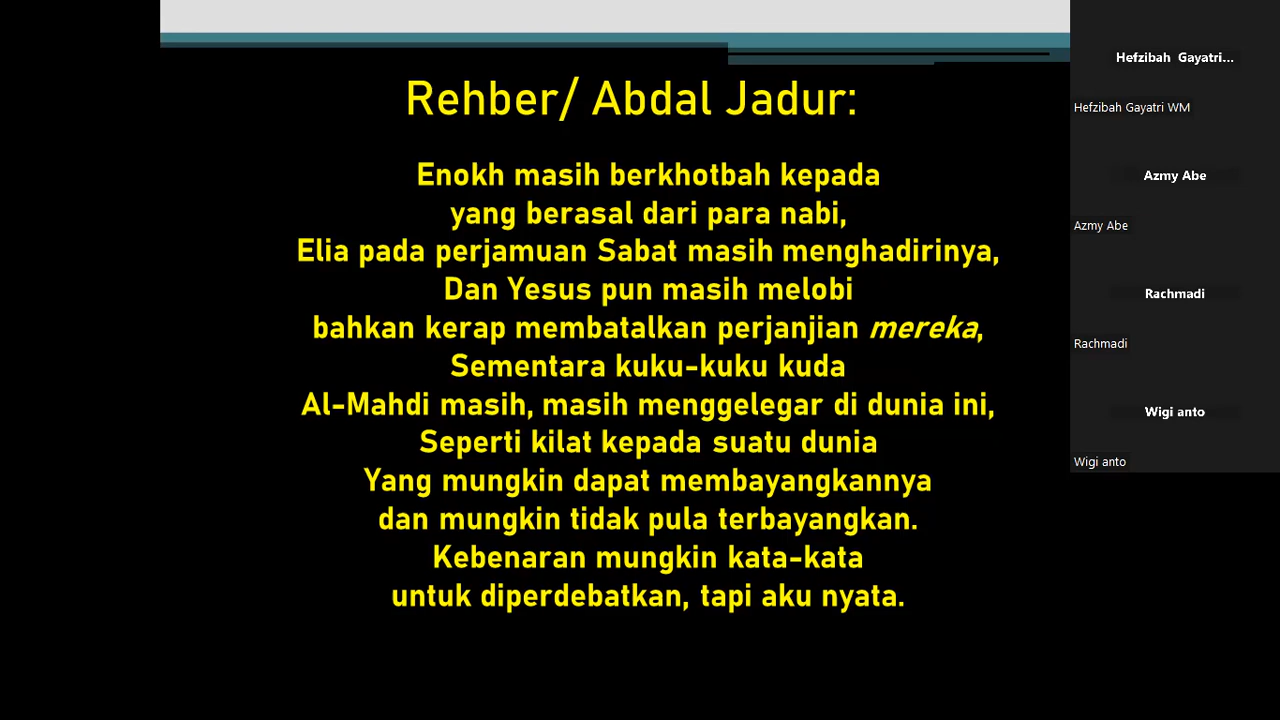 Rehber/ Abdal Jadur:
Enokh masih berkhotbah kepada
yang berasal dari para nabi,
Elia pada perjamuan Sabat masih menghadirinya,
Dan Yesus pun masih melobi
bahkan kerap membatalkan perjanjian mereka,
Sementara kuku-kuku kuda
Al-Mahdi masih, masih menggelegar di dunia ini,
Seperti kilat kepada suatu dunia
Yang mungkin dapat membayangkannya
dan mungkin tidak pula terbayangkan.
Kebenaran mungkin kata-kata
untuk diperdebatkan, tapi aku nyata.
Hefzibah Gayatri...
Hefzibah Gayatri WM
Azmy Abe
Azmy Abe
Rachmadi
Rachmadi
Wigi anto
Wigi anto